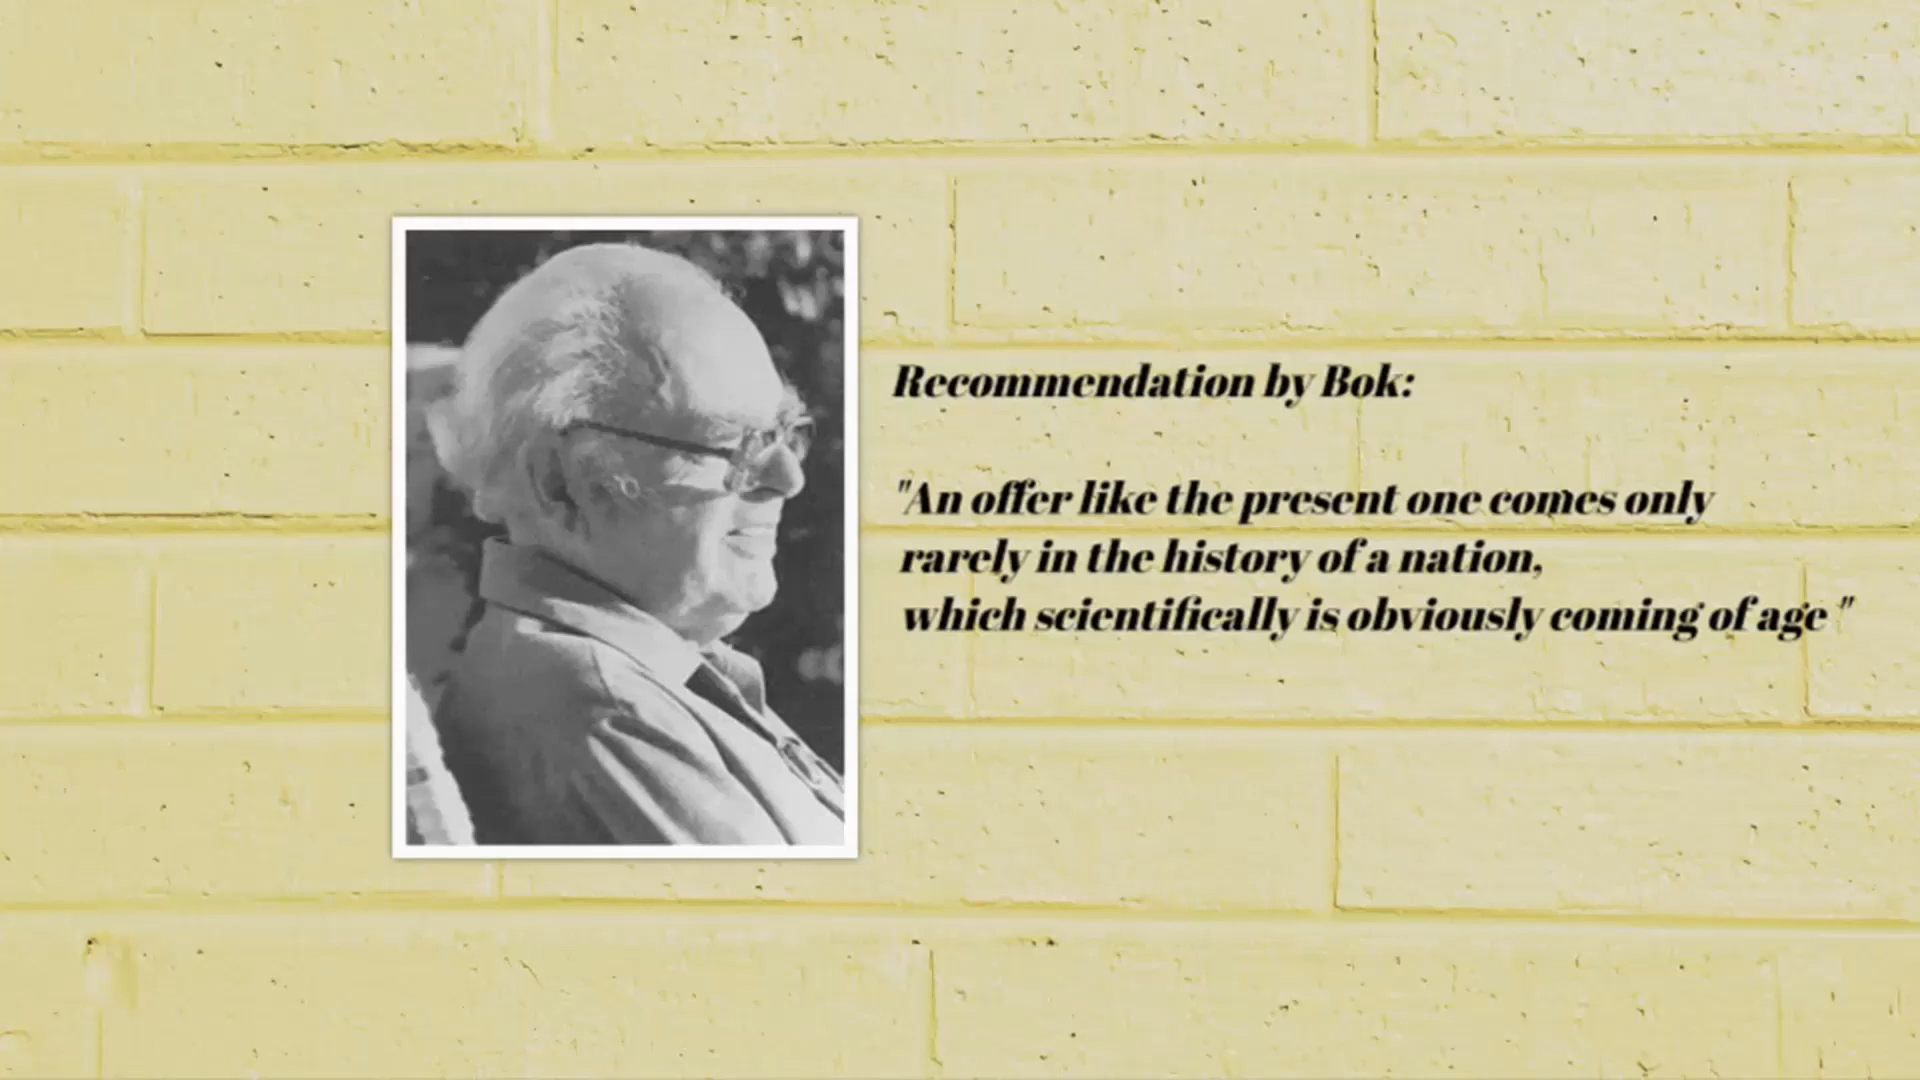 Recommendation by Bok:
"An offer like the present one comes only
rarely in the history of a nation,
which scientifically is obviously coming of age "